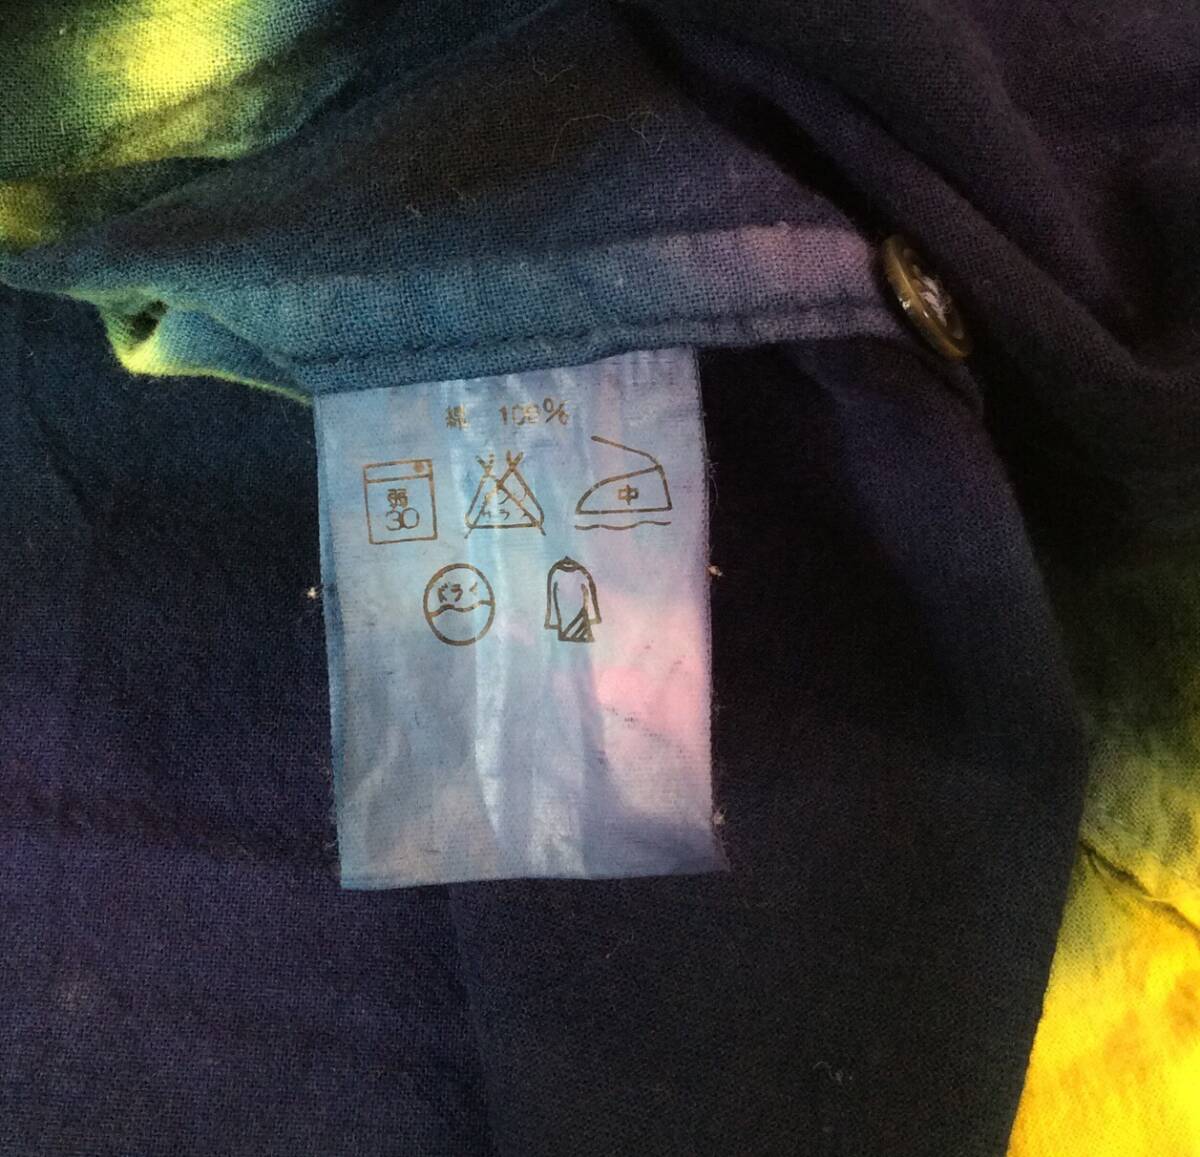 綿 100%
弱 30 中
ドライ